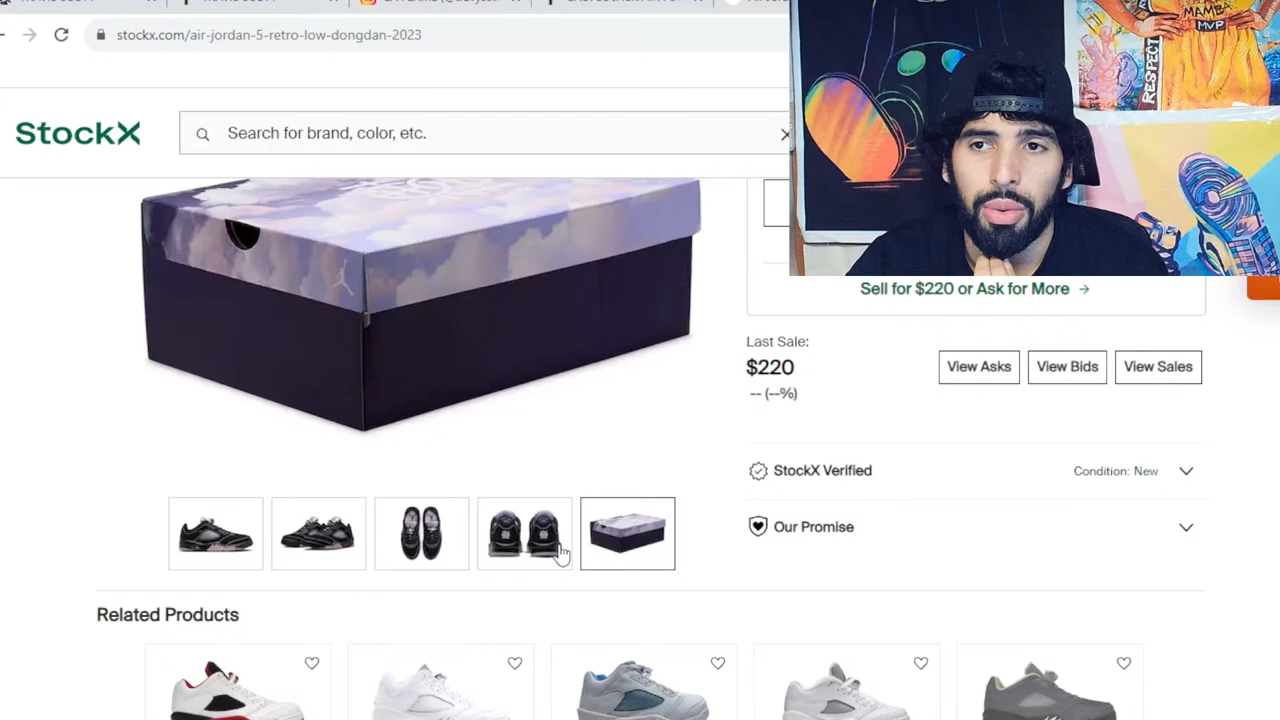 stockx.com/air-jordan-5-retro-low-dongdan-2023
StockX
Search for brand, color, etc.
RESPECT
MAMBA
MVP
Sell for $220 or Ask for More →
Last Sale:
$220
-- (--%)
View Asks
View Bids
View Sales
StockX Verified
Condition: New
Our Promise
Related Products